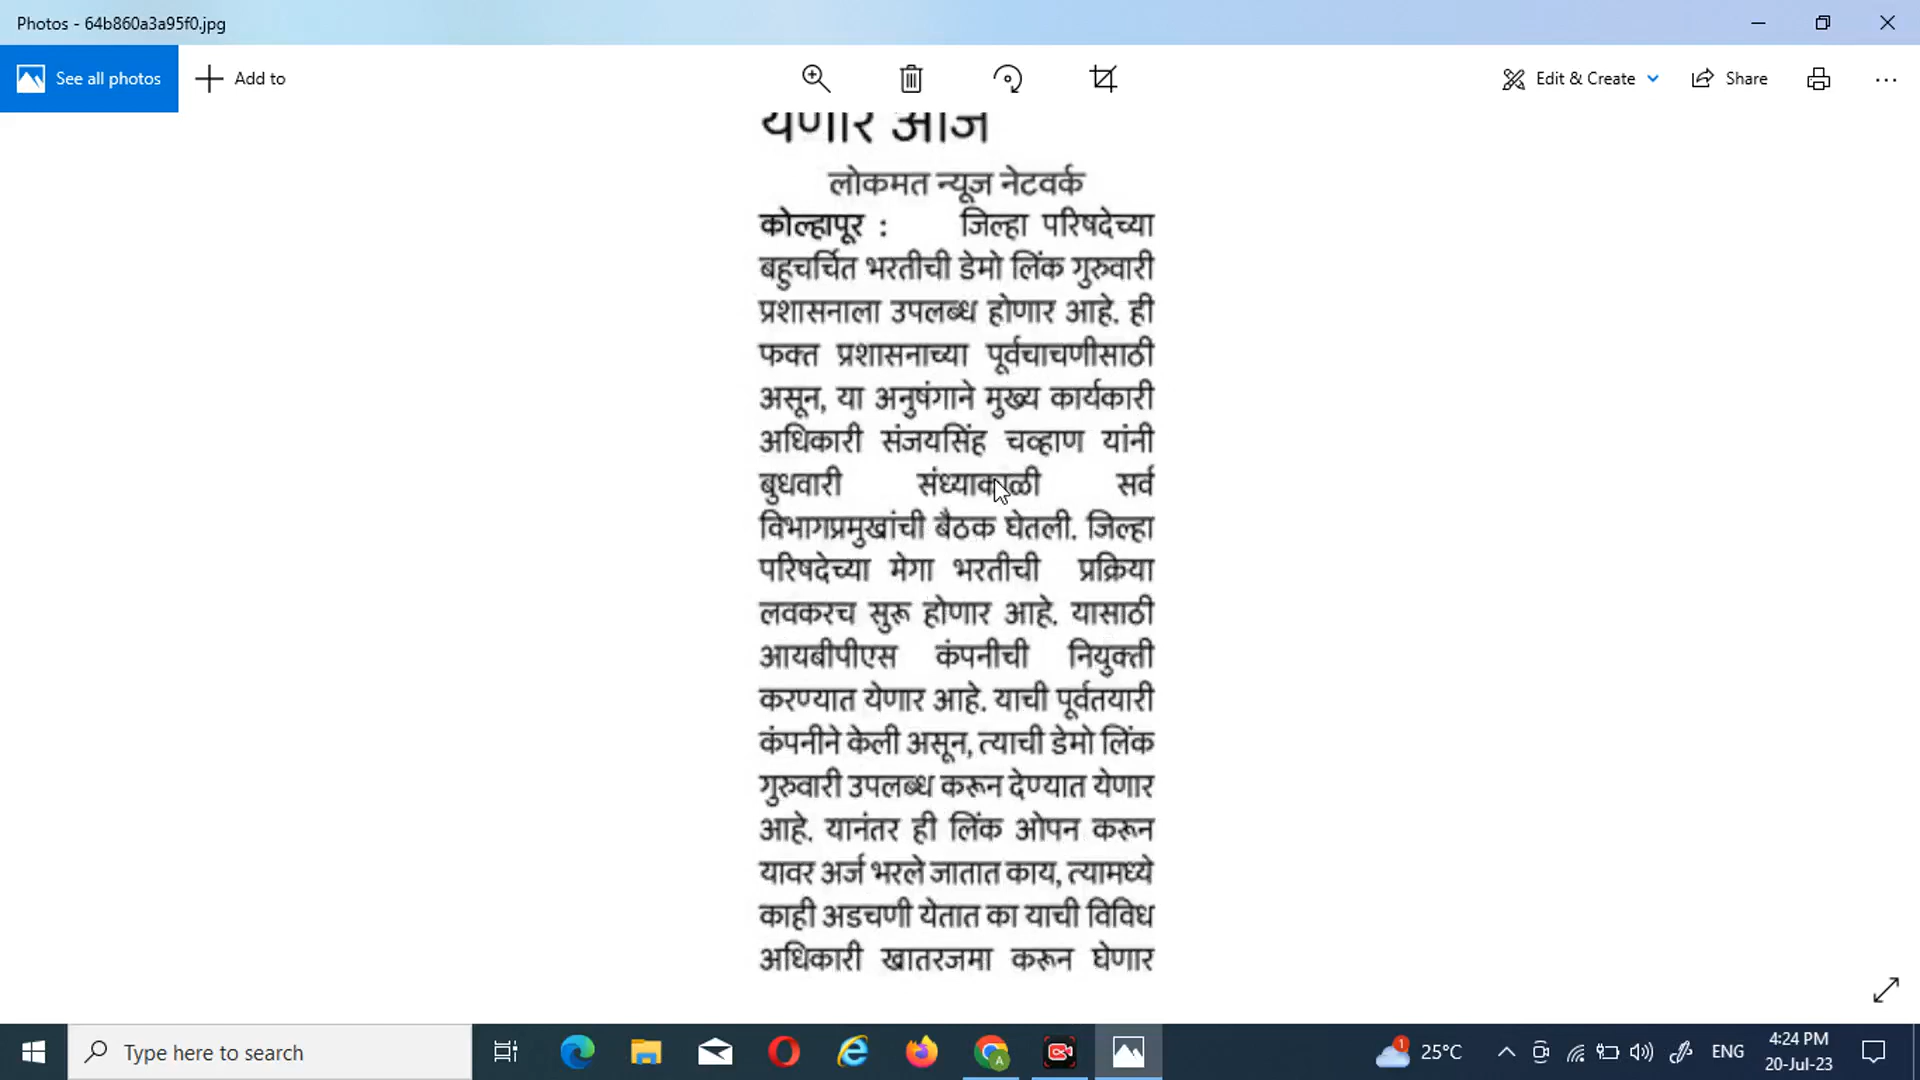 Photos - 64b860a3a95f0.jpg
See all photos
Add to
Edit & Create
Share
येणार आज
लोकमत न्यूज नेटवर्क
कोल्हापूर : जिल्हा परिषदेच्या
बहुचर्चित भरतीची डेमो लिंक गुरुवारी
प्रशासनाला उपलब्ध होणार आहे. ही
फक्त प्रशासनाच्या पूर्वचाचणीसाठी
असून, या अनुषंगाने मुख्य कार्यकारी
अधिकारी संजयसिंह चव्हाण यांनी
बुधवारी संध्याकाळी सर्व
विभागप्रमुखांची बैठक घेतली. जिल्हा
परिषदेच्या मेगा भरतीची प्रक्रिया
लवकरच सुरू होणार आहे. यासाठी
आयबीपीएस कंपनीची नियुक्ती
करण्यात येणार आहे. याची पूर्वतयारी
कंपनीने केली असून, त्याची डेमो लिंक
गुरुवारी उपलब्ध करून देण्यात येणार
आहे. यानंतर ही लिंक ओपन करून
यावर अर्ज भरले जातात काय, त्यामध्ये
काही अडचणी येतात का याची विविध
अधिकारी खातरजमा करून घेणार
Type here to search
25°C
ENG
4:24 PM
20-Jul-23